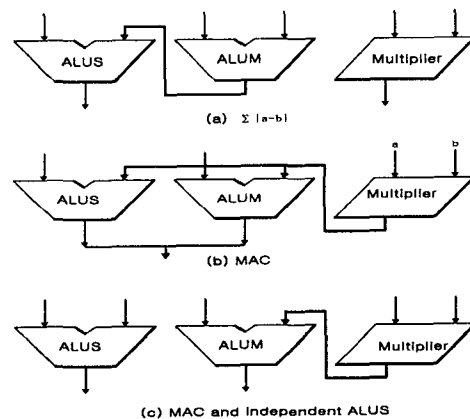 ALUS ALUM Multiplier
(a) Σ |a-b|
a b
ALUS ALUM Multiplier
(b) MAC
ALUS ALUM Multiplier
(c) MAC and Independent ALUS